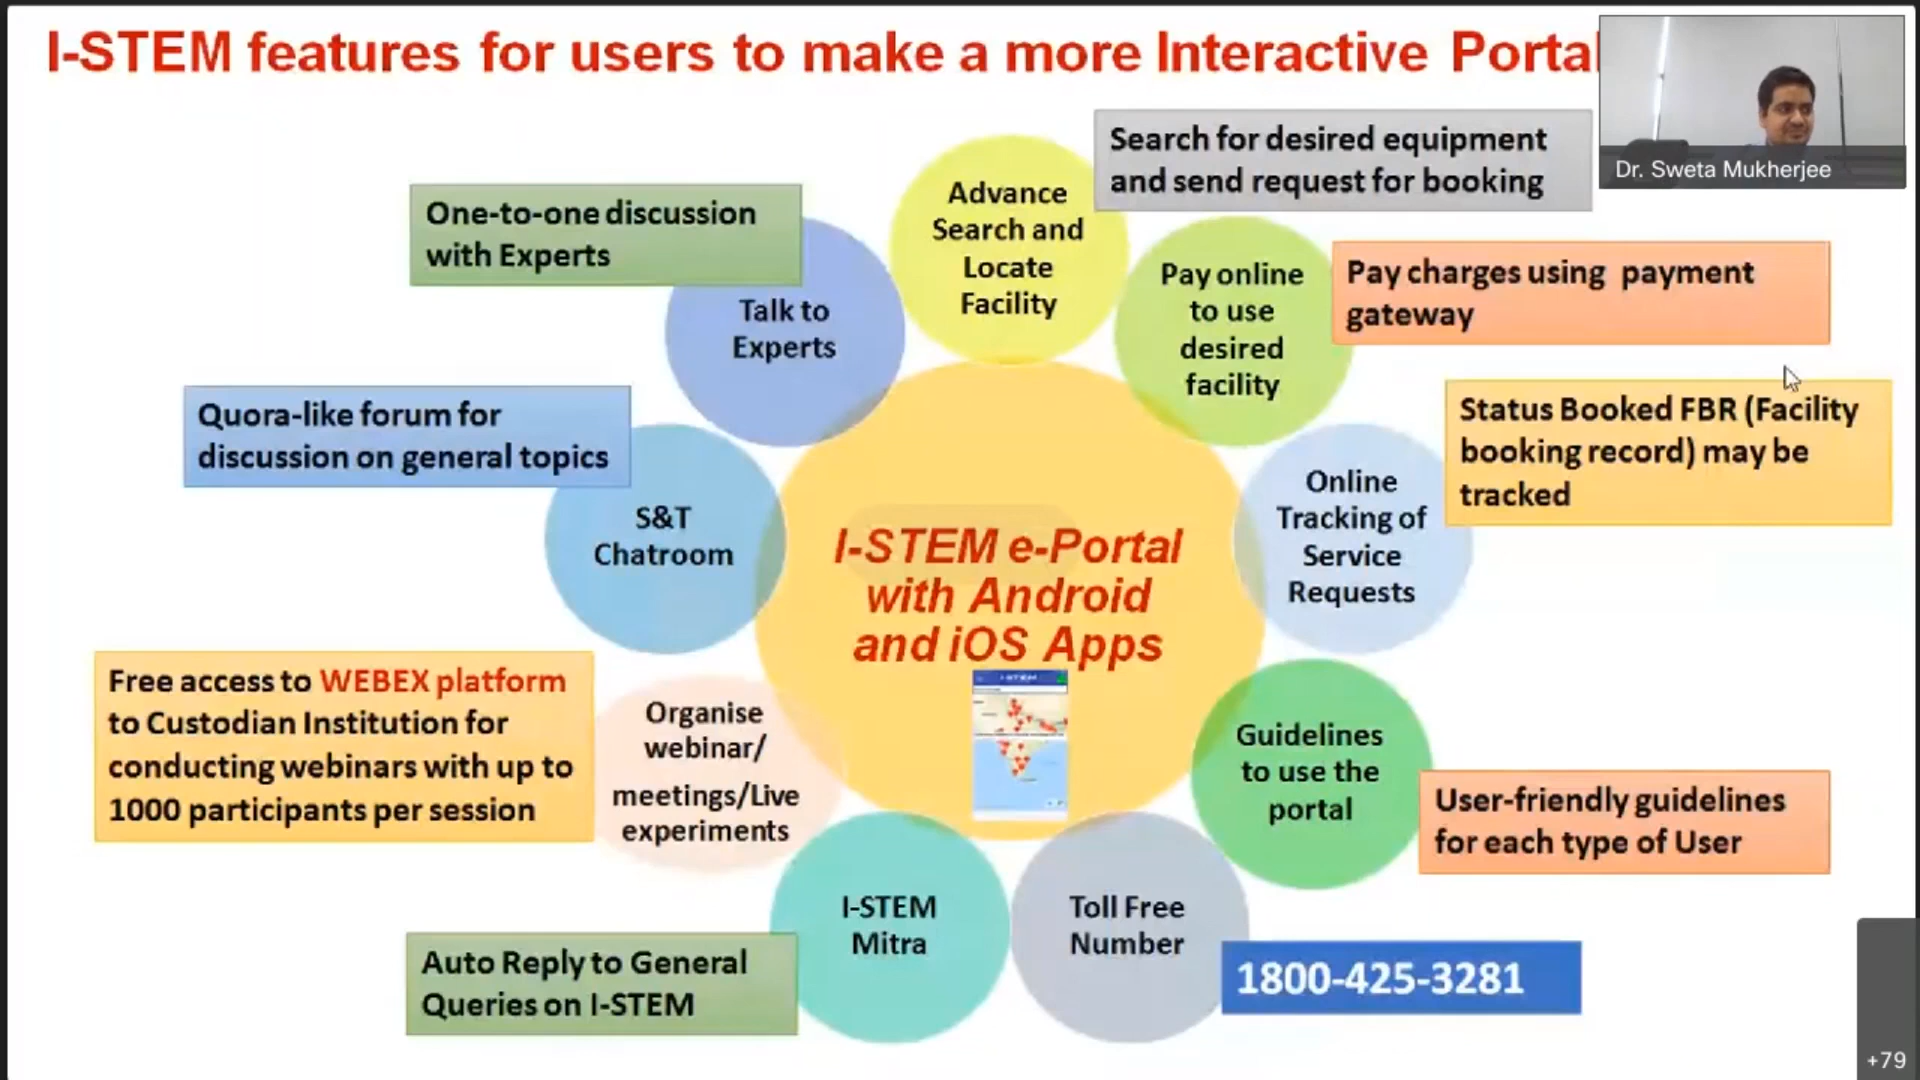 I-STEM features for users to make a more Interactive Portal
Dr. Sweta Mukherjee
Search for desired equipment
and send request for booking
Advance
Search and
Locate
Facility
One-to-one discussion
with Experts
Talk to
Experts
Pay online
to use
desired
facility
Pay charges using payment
gateway
Quora-like forum for
discussion on general topics
S&T
Chatroom
Status Booked FBR (Facility
booking record) may be
tracked
Online
Tracking of
Service
Requests
I-STEM e-Portal
with Android
and iOS Apps
I-STEM
Free access to WEBEX platform
to Custodian Institution for
conducting webinars with up to
1000 participants per session
Organise
webinar/
meetings/Live
experiments
Guidelines
to use the
portal
User-friendly guidelines
for each type of User
I-STEM
Mitra
Auto Reply to General
Queries on I-STEM
Toll Free
Number
1800-425-3281
+79